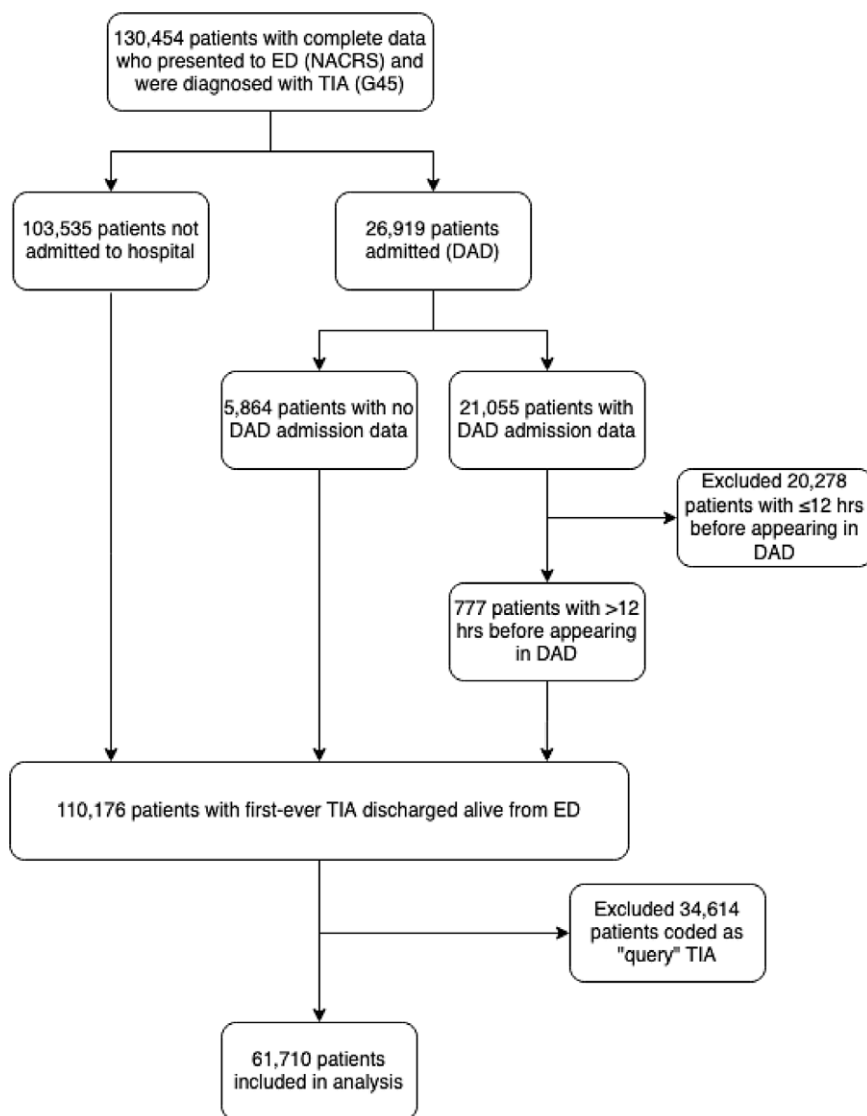 130,454 patients with complete data
who presented to ED (NACRS) and
were diagnosed with TIA (G45)
103,535 patients not
admitted to hospital
26,919 patients
admitted (DAD)
5,864 patients with no
DAD admission data
21,055 patients with
DAD admission data
Excluded 20,278
patients with ≤12 hrs
before appearing in
DAD
777 patients with >12
hrs before appearing
in DAD
110,176 patients with first-ever TIA discharged alive from ED
Excluded 34,614
patients coded as
"query" TIA
61,710 patients
included in analysis